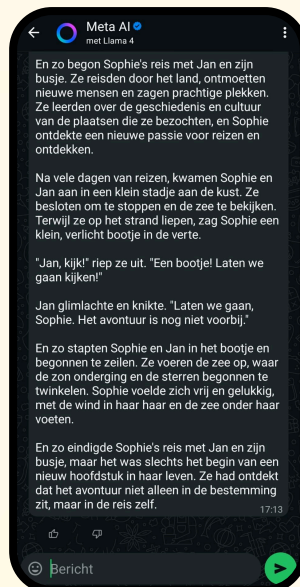 Meta AI
met Llama 4
En zo begon Sophie's reis met Jan en zijn
busje. Ze reisden door het land, ontmoetten
nieuwe mensen en zagen prachtige plekken.
Ze leerden over de geschiedenis en cultuur
van de plaatsen die ze bezochten, en Sophie
ontdekte een nieuwe passie voor reizen en
ontdekken.
Na vele dagen van reizen, kwamen Sophie en
Jan aan in een klein stadje aan de kust. Ze
besloten om te stoppen en de zee te bekijken.
Terwijl ze op het strand liepen, zag Sophie een
klein, verlicht bootje in de verte.
"Jan, kijk!" riep ze uit. "Een bootje! Laten we
gaan kijken!"
Jan glimlachte en knikte. "Laten we gaan,
Sophie. Het avontuur is nog niet voorbij."
En zo stapten Sophie en Jan in het bootje en
begonnen te zeilen. Ze voeren de zee op, waar
de zon onderging en de sterren begonnen te
twinkelen. Sophie voelde zich vrij en gelukkig,
met de wind in haar haar en de zee onder haar
voeten.
En zo eindigde Sophie's reis met Jan en zijn
busje, maar het was slechts het begin van een
nieuw hoofdstuk in haar leven. Ze had ontdekt
dat het avontuur niet alleen in de bestemming
zit, maar in de reis zelf.
17:13
Bericht